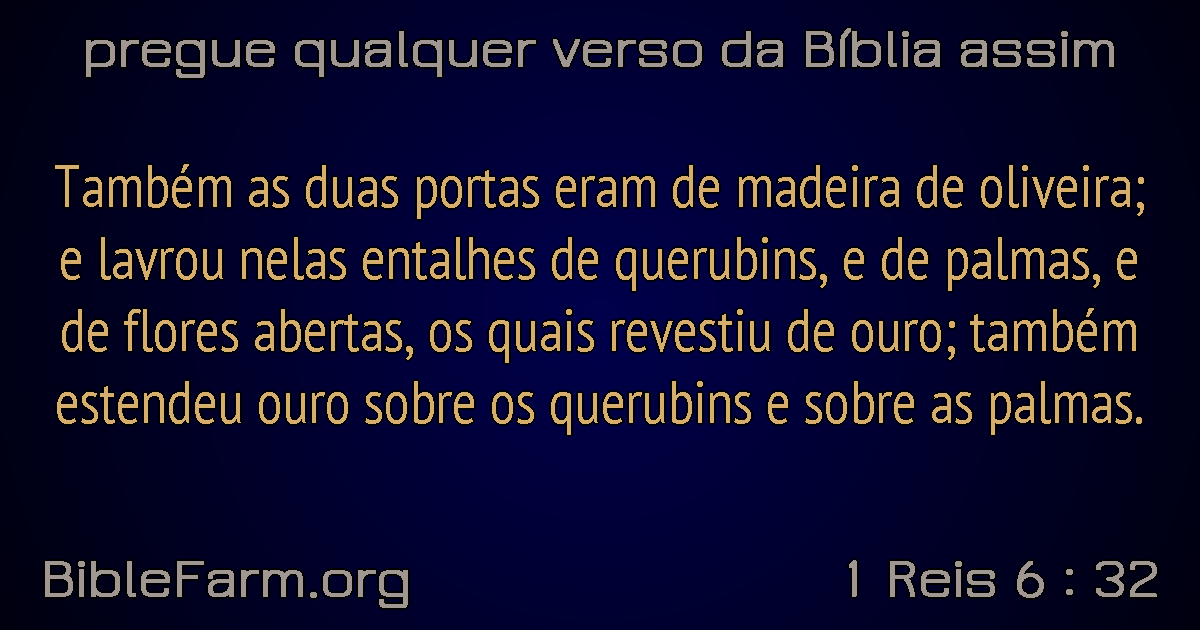 pregue qualquer verso da Bíblia assim
Também as duas portas eram de madeira de oliveira;
e lavrou nelas entalhes de querubins, e de palmas, e
de flores abertas, os quais revestiu de ouro; também
estendeu ouro sobre os querubins e sobre as palmas.
BibleFarm.org
1 Reis 6 : 32